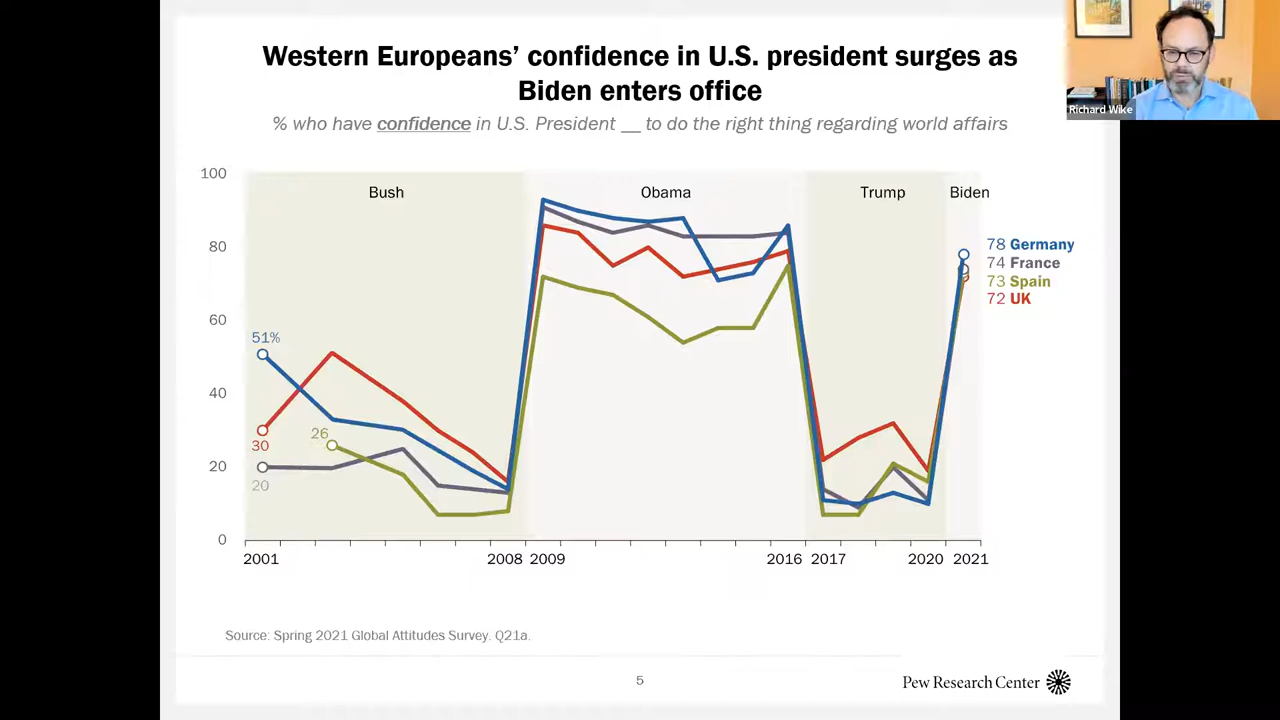 Western Europeans’ confidence in U.S. president surges as
Biden enters office
% who have confidence in U.S. President __ to do the right thing regarding world affairs
Richard Wike
100
80
60
40
20
0
Bush
Obama
Trump
Biden
51%
30
20
26
78 Germany
74 France
73 Spain
72 UK
2001
2008
2009
2016
2017
2020
2021
Source: Spring 2021 Global Attitudes Survey. Q21a.
5
Pew Research Center